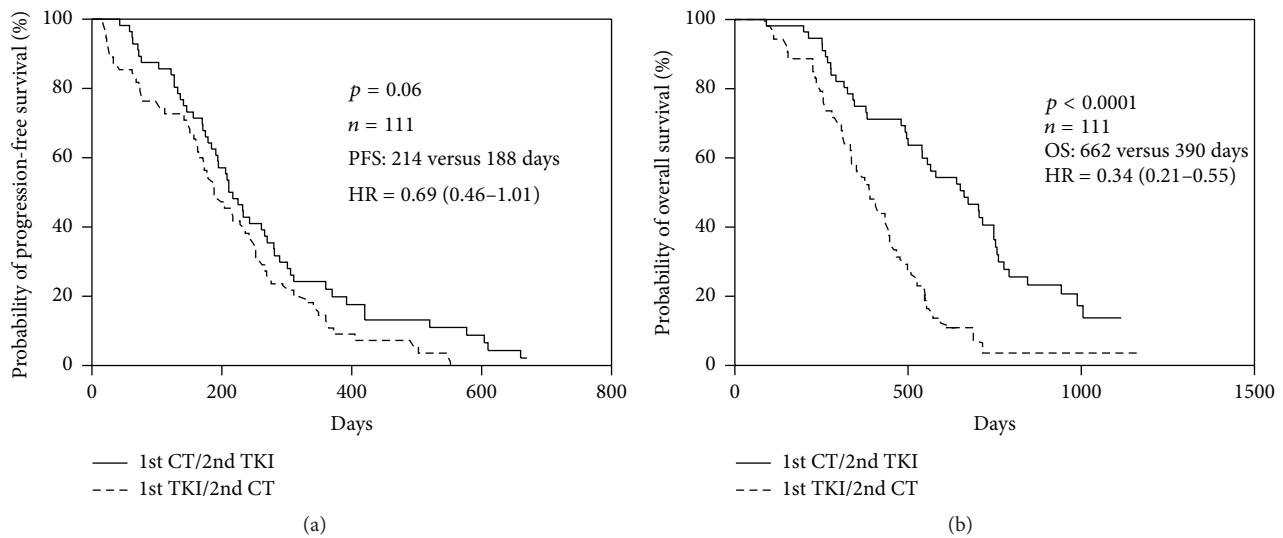 Probability of progression-free survival (%)
100
80
60
40
20
0
0 200 400 600 800
Days
p = 0.06
n = 111
PFS: 214 versus 188 days
HR = 0.69 (0.46–1.01)
1st CT/2nd TKI
1st TKI/2nd CT
(a)
Probability of overall survival (%)
100
80
60
40
20
0
0 500 1000 1500
Days
p < 0.0001
n = 111
OS: 662 versus 390 days
HR = 0.34 (0.21–0.55)
1st CT/2nd TKI
1st TKI/2nd CT
(b)